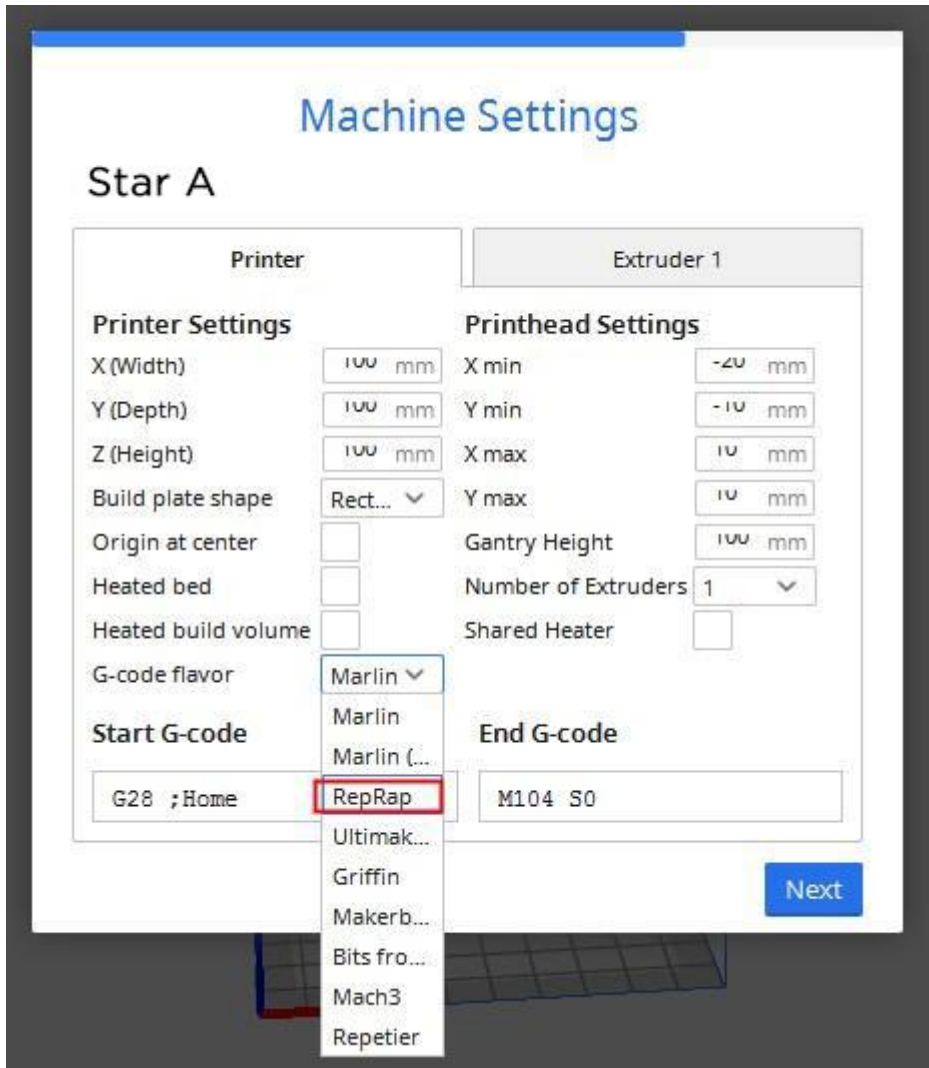 Machine Settings
Star A
Printer
Extruder 1
Printer Settings
X (Width) 100 mm
Y (Depth) 100 mm
Z (Height) 100 mm
Build plate shape Rect...
Origin at center
Heated bed
Heated build volume
G-code flavor Marlin
Printhead Settings
X min -20 mm
Y min -10 mm
X max 10 mm
Y max 10 mm
Gantry Height 100 mm
Number of Extruders 1
Shared Heater
Marlin
Marlin (...
RepRap
Ultimak...
Griffin
Makerb...
Bits fro...
Mach3
Repetier
Start G-code
G28 ;Home
End G-code
M104 S0
Next